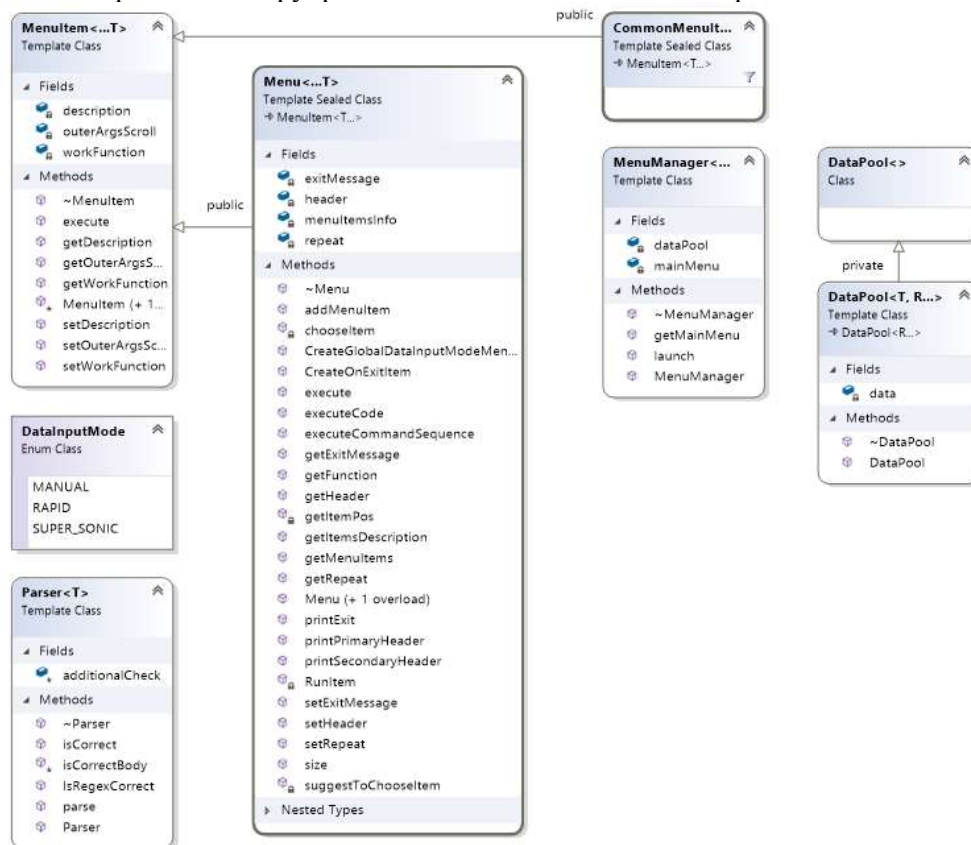 MenuItem<...T>
Template Class
Fields
description
outerArgsScroll
workFunction
Methods
~MenuItem
execute
getDescription
getOuterArgsS...
getWorkFunction
MenuItem (+ 1...
setDescription
setOuterArgsSc...
setWorkFunction
DataInputMode
Enum Class
MANUAL
RAPID
SUPER_SONIC
Parser<T>
Template Class
Fields
additionalCheck
Methods
~Parser
isCorrect
isCorrectBody
IsRegexCorrect
parse
Parser
public
public
Menu<...T>
Template Sealed Class
MenuItem<T...>
Fields
exitMessage
header
menuItemsInfo
repeat
Methods
~Menu
addMenuItem
chooseItem
CreateGlobalDataInputModeMen...
CreateOnExitItem
execute
executeCode
executeCommandSequence
getExitMessage
getFunction
getHeader
getItemPos
getItemsDescription
getMenuItems
getRepeat
Menu (+ 1 overload)
printExit
printPrimaryHeader
printSecondaryHeader
RunItem
setExitMessage
setHeader
setRepeat
size
suggestToChooseItem
Nested Types
CommonMenuIt...
Template Sealed Class
MenuItem<T...>
MenuManager<...
Template Class
Fields
dataPool
mainMenu
Methods
~MenuManager
getMainMenu
launch
MenuManager
DataPool<>
Class
private
DataPool<T, R...>
Template Class
DataPool<R...>
Fields
data
Methods
~DataPool
DataPool